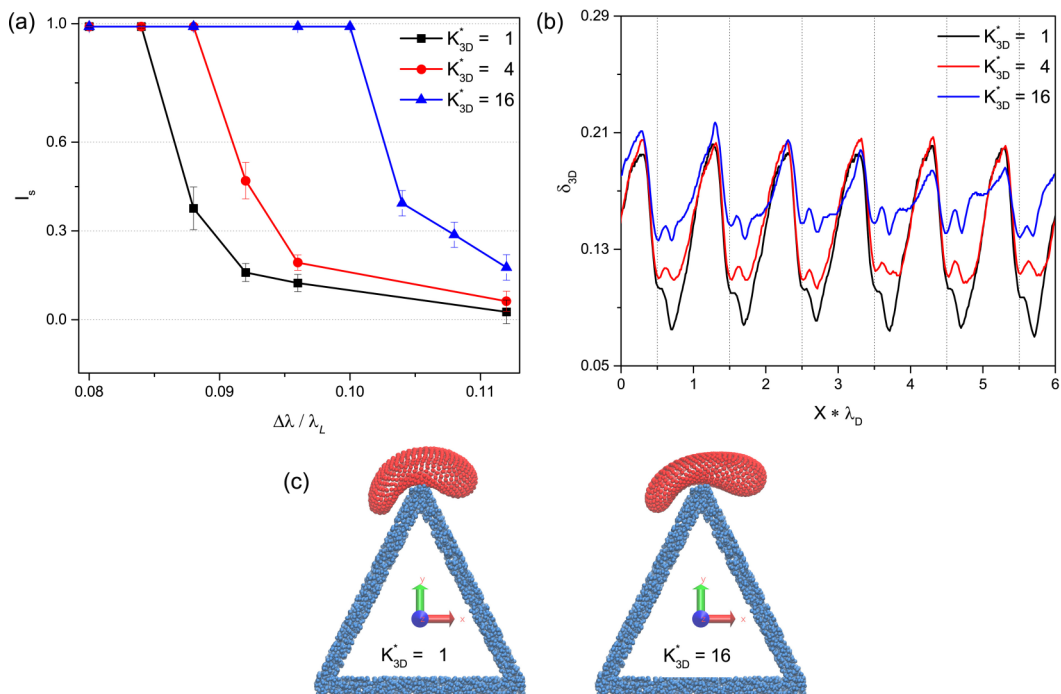 (a)
1.0
0.6
0.3
0.0
I_s
0.08
0.09
0.10
0.11
Δλ / λ_L
K*_3D = 1
K*_3D = 4
K*_3D = 16
(b)
0.29
0.21
0.13
0.05
δ_3D
0
1
2
3
4
5
6
X * λ_D
K*_3D = 1
K*_3D = 4
K*_3D = 16
(c)
y
x
K*_3D = 1
y
x
K*_3D = 16